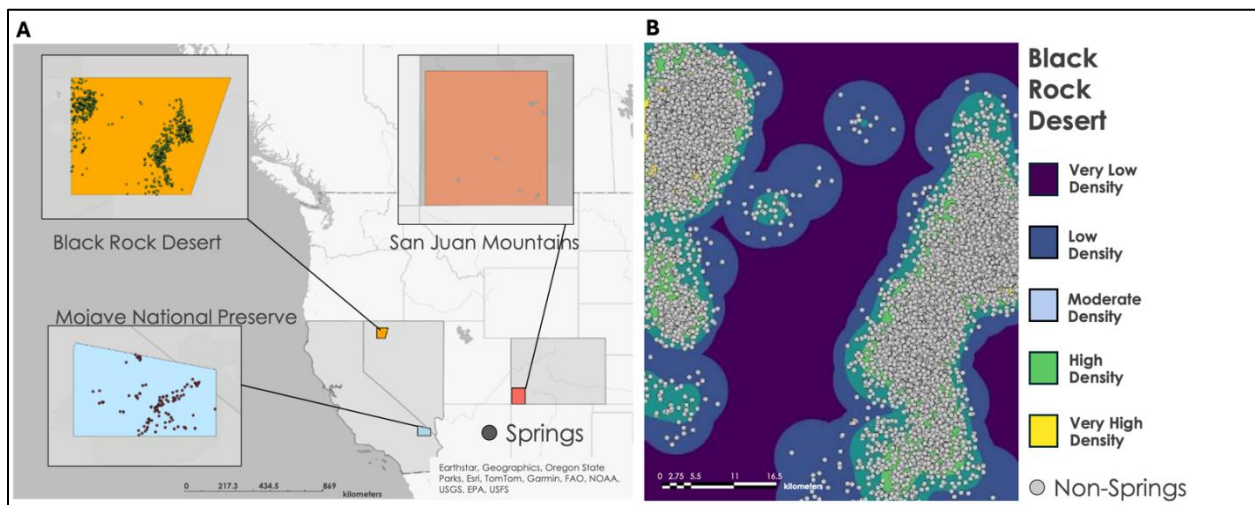 A
Black Rock Desert
San Juan Mountains
Mojave National Preserve
Springs
Earthstar, Geographics, Oregon State
Parks, Esri, TomTom, Garmin, FAO, NOAA,
USGS, EPA, USFS
0 217.3 434.5 869
kilometers
B
0 2.75 5.5 11 16.5
kilometers
Black
Rock
Desert
Very Low
Density
Low
Density
Moderate
Density
High
Density
Very High
Density
Non-Springs